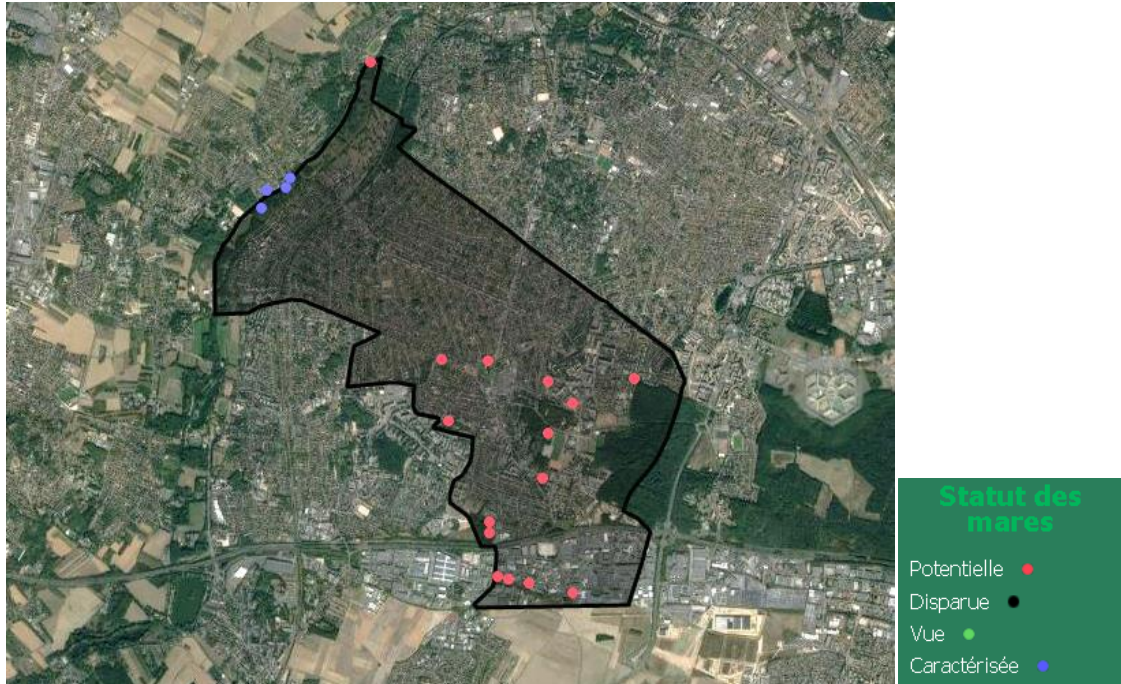 Statut des
mares
Potentielle
Disparue
Vue
Caractérisée